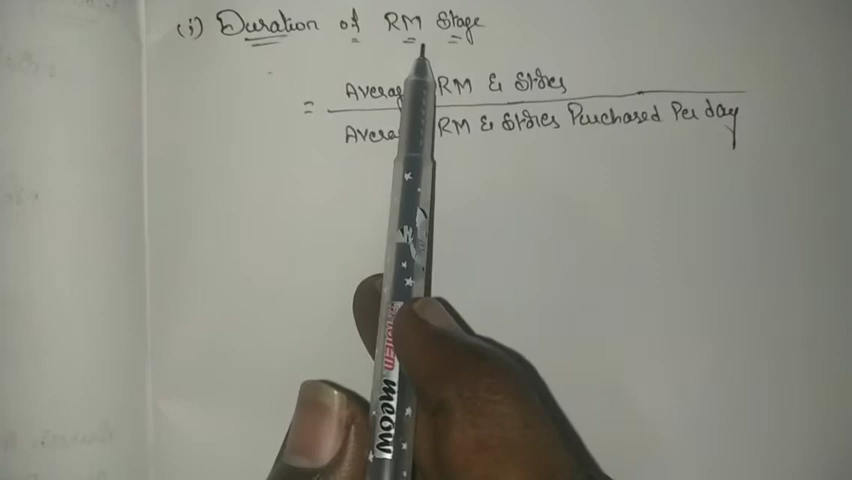 (i) Duration of RM Stage
= Averag RM & Stores
Avera RM & Stores Purchased Per day
meow